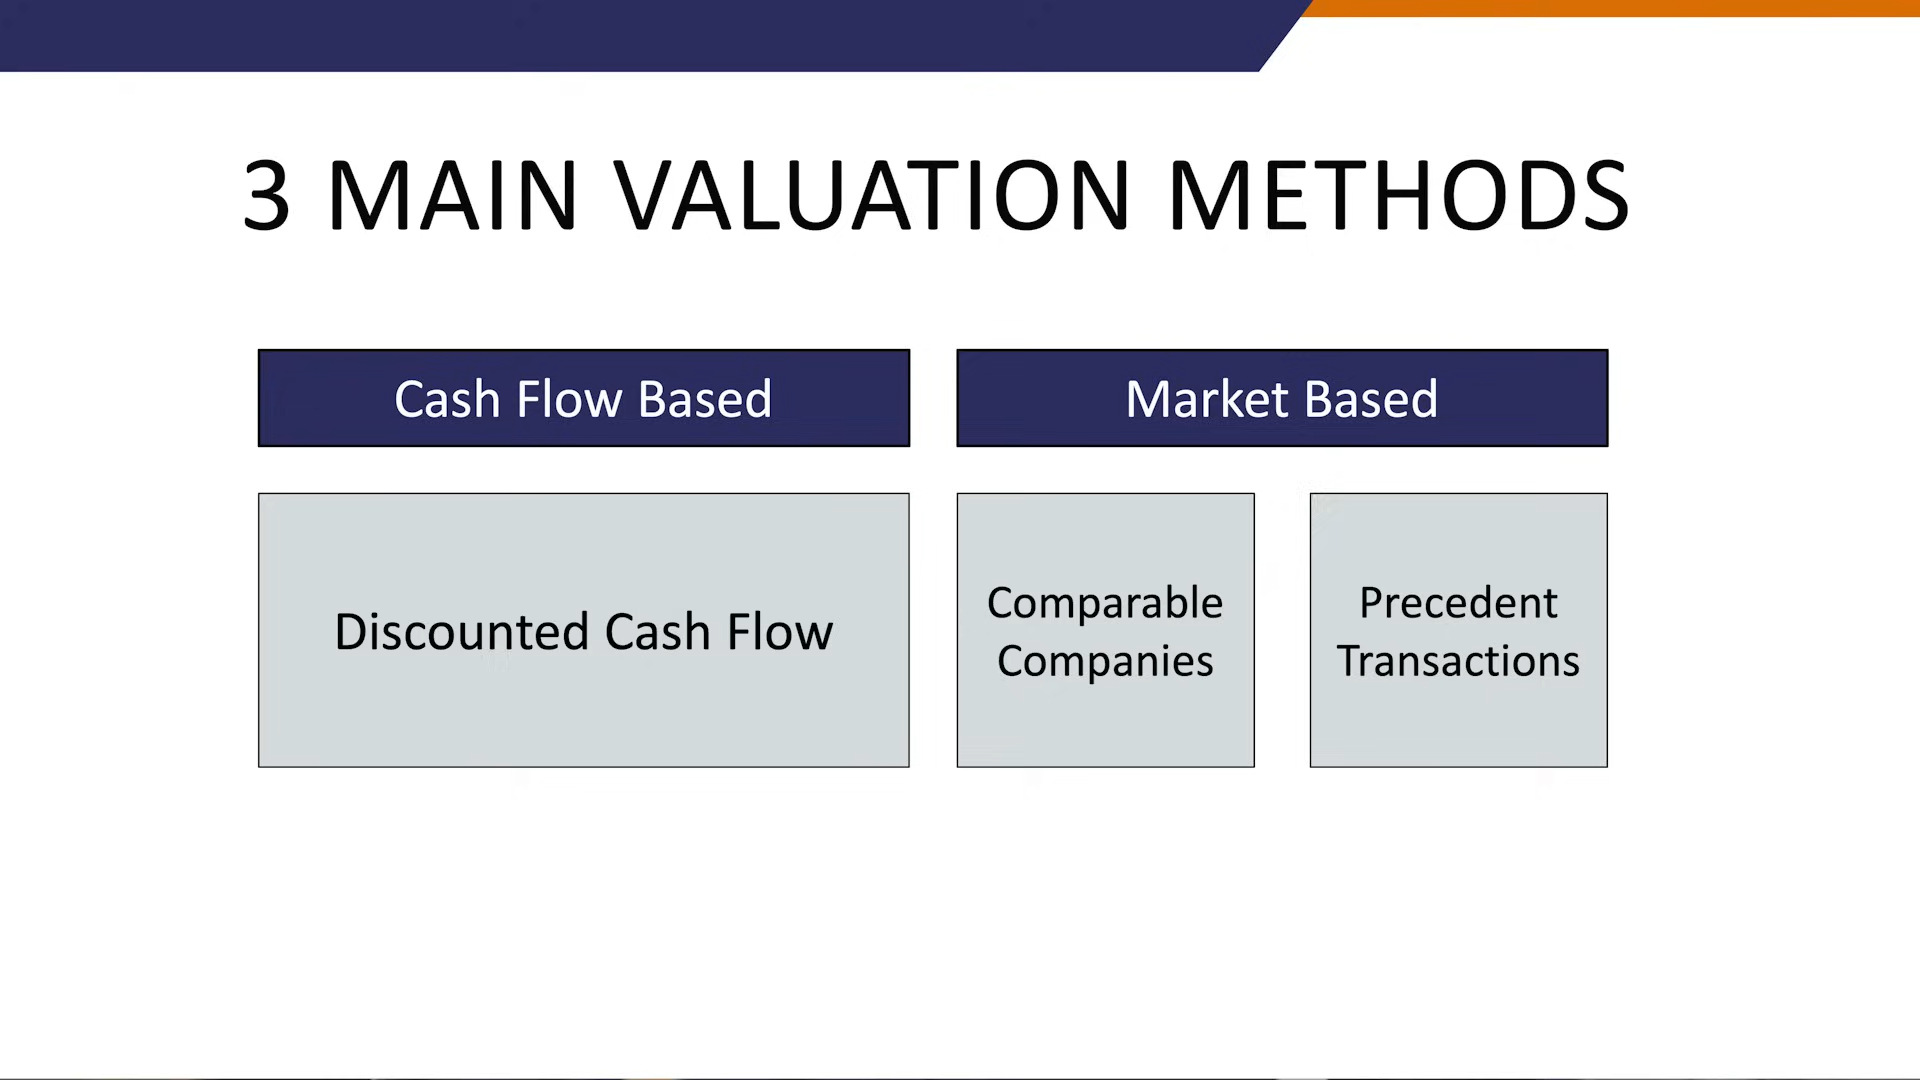 3 MAIN VALUATION METHODS
Cash Flow Based
Market Based
Discounted Cash Flow
Comparable
Companies
Precedent
Transactions